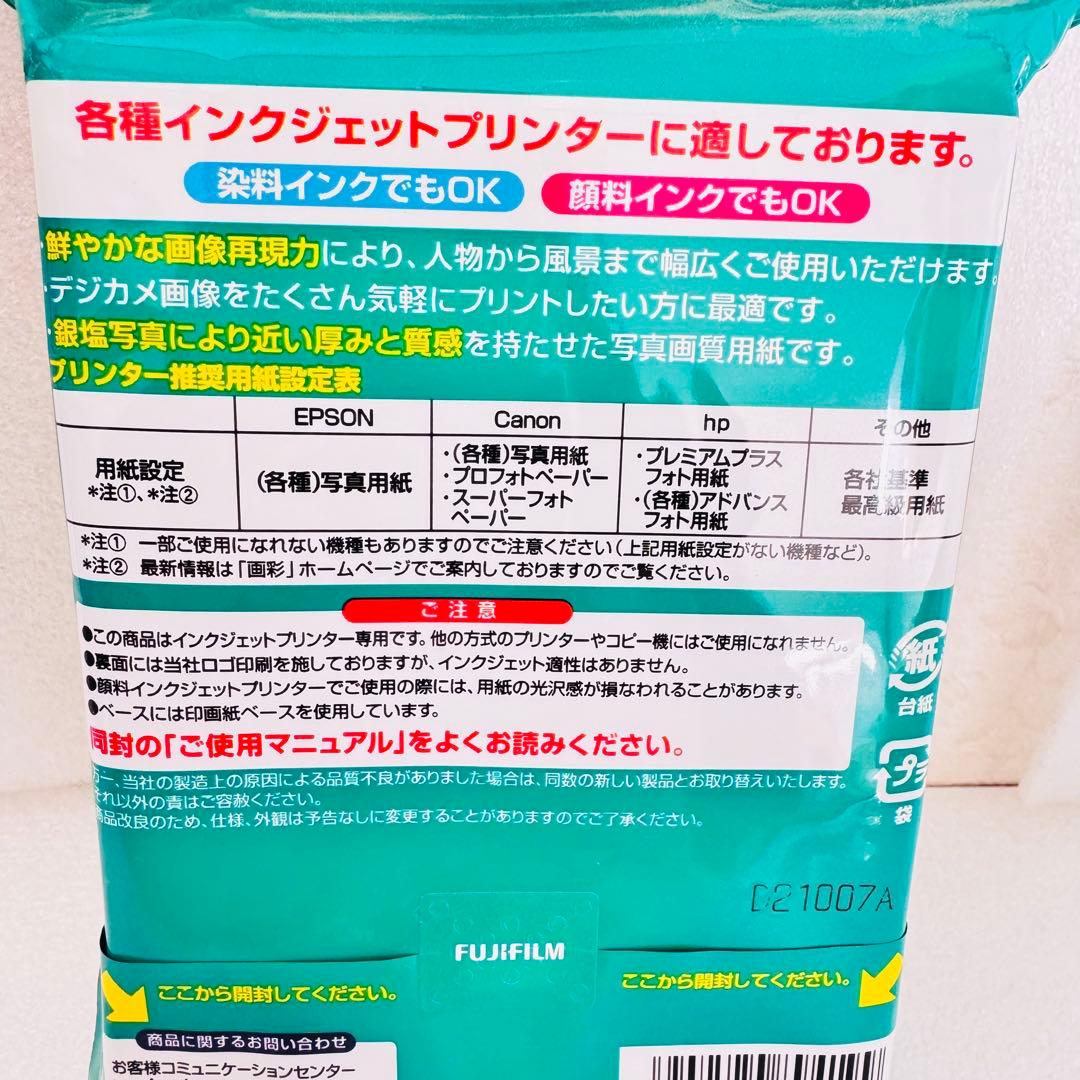 各種インクジェットプリンターに適しております。
染料インクでもOK 顔料インクでもOK
・鮮やかな画像再現力により、人物から風景まで幅広くご使用いただけます。
・デジカメ画像をたくさん気軽にプリントしたい方に最適です。
・銀塩写真により近い厚みと質感を持たせた写真画質用紙です。
プリンター推奨用紙設定表
EPSON Canon hp その他
用紙設定
*注①、*注②
(各種)写真用紙
・(各種)写真用紙
・プロフォトペーパー
・スーパーフォト
ペーパー
・プレミアムプラス
フォト用紙
・(各種)アドバンス
フォト用紙
各社基準
最高級用紙
*注① 一部ご使用になれない機種もありますのでご注意ください(上記用紙設定がない機種など)。
*注② 最新情報は「画彩」ホームページでご案内しておりますのでご覧ください。
ご注意
●この商品はインクジェットプリンター専用です。他の方式のプリンターやコピー機にはご使用になれません。
●裏面には当社ロゴ印刷を施しておりますが、インクジェット適性はありません。
●顔料インクジェットプリンターでご使用の際には、用紙の光沢感が損なわれることがあります。
●ベースには印画紙ベースを使用しています。
同封の「ご使用マニュアル」をよくお読みください。
万一、当社の製造上の原因による品質不良がありました場合は、同数の新しい製品とお取り替えいたします。
それ以外の責はご容赦ください。
商品改良のため、仕様、外観は予告なしに変更することがありますのでご了承ください。
紙
台紙
プラ
袋
D21007A
FUJIFILM
ここから開封してください。
ここから開封してください。
商品に関するお問い合わせ
お客様コミュニケーションセンター